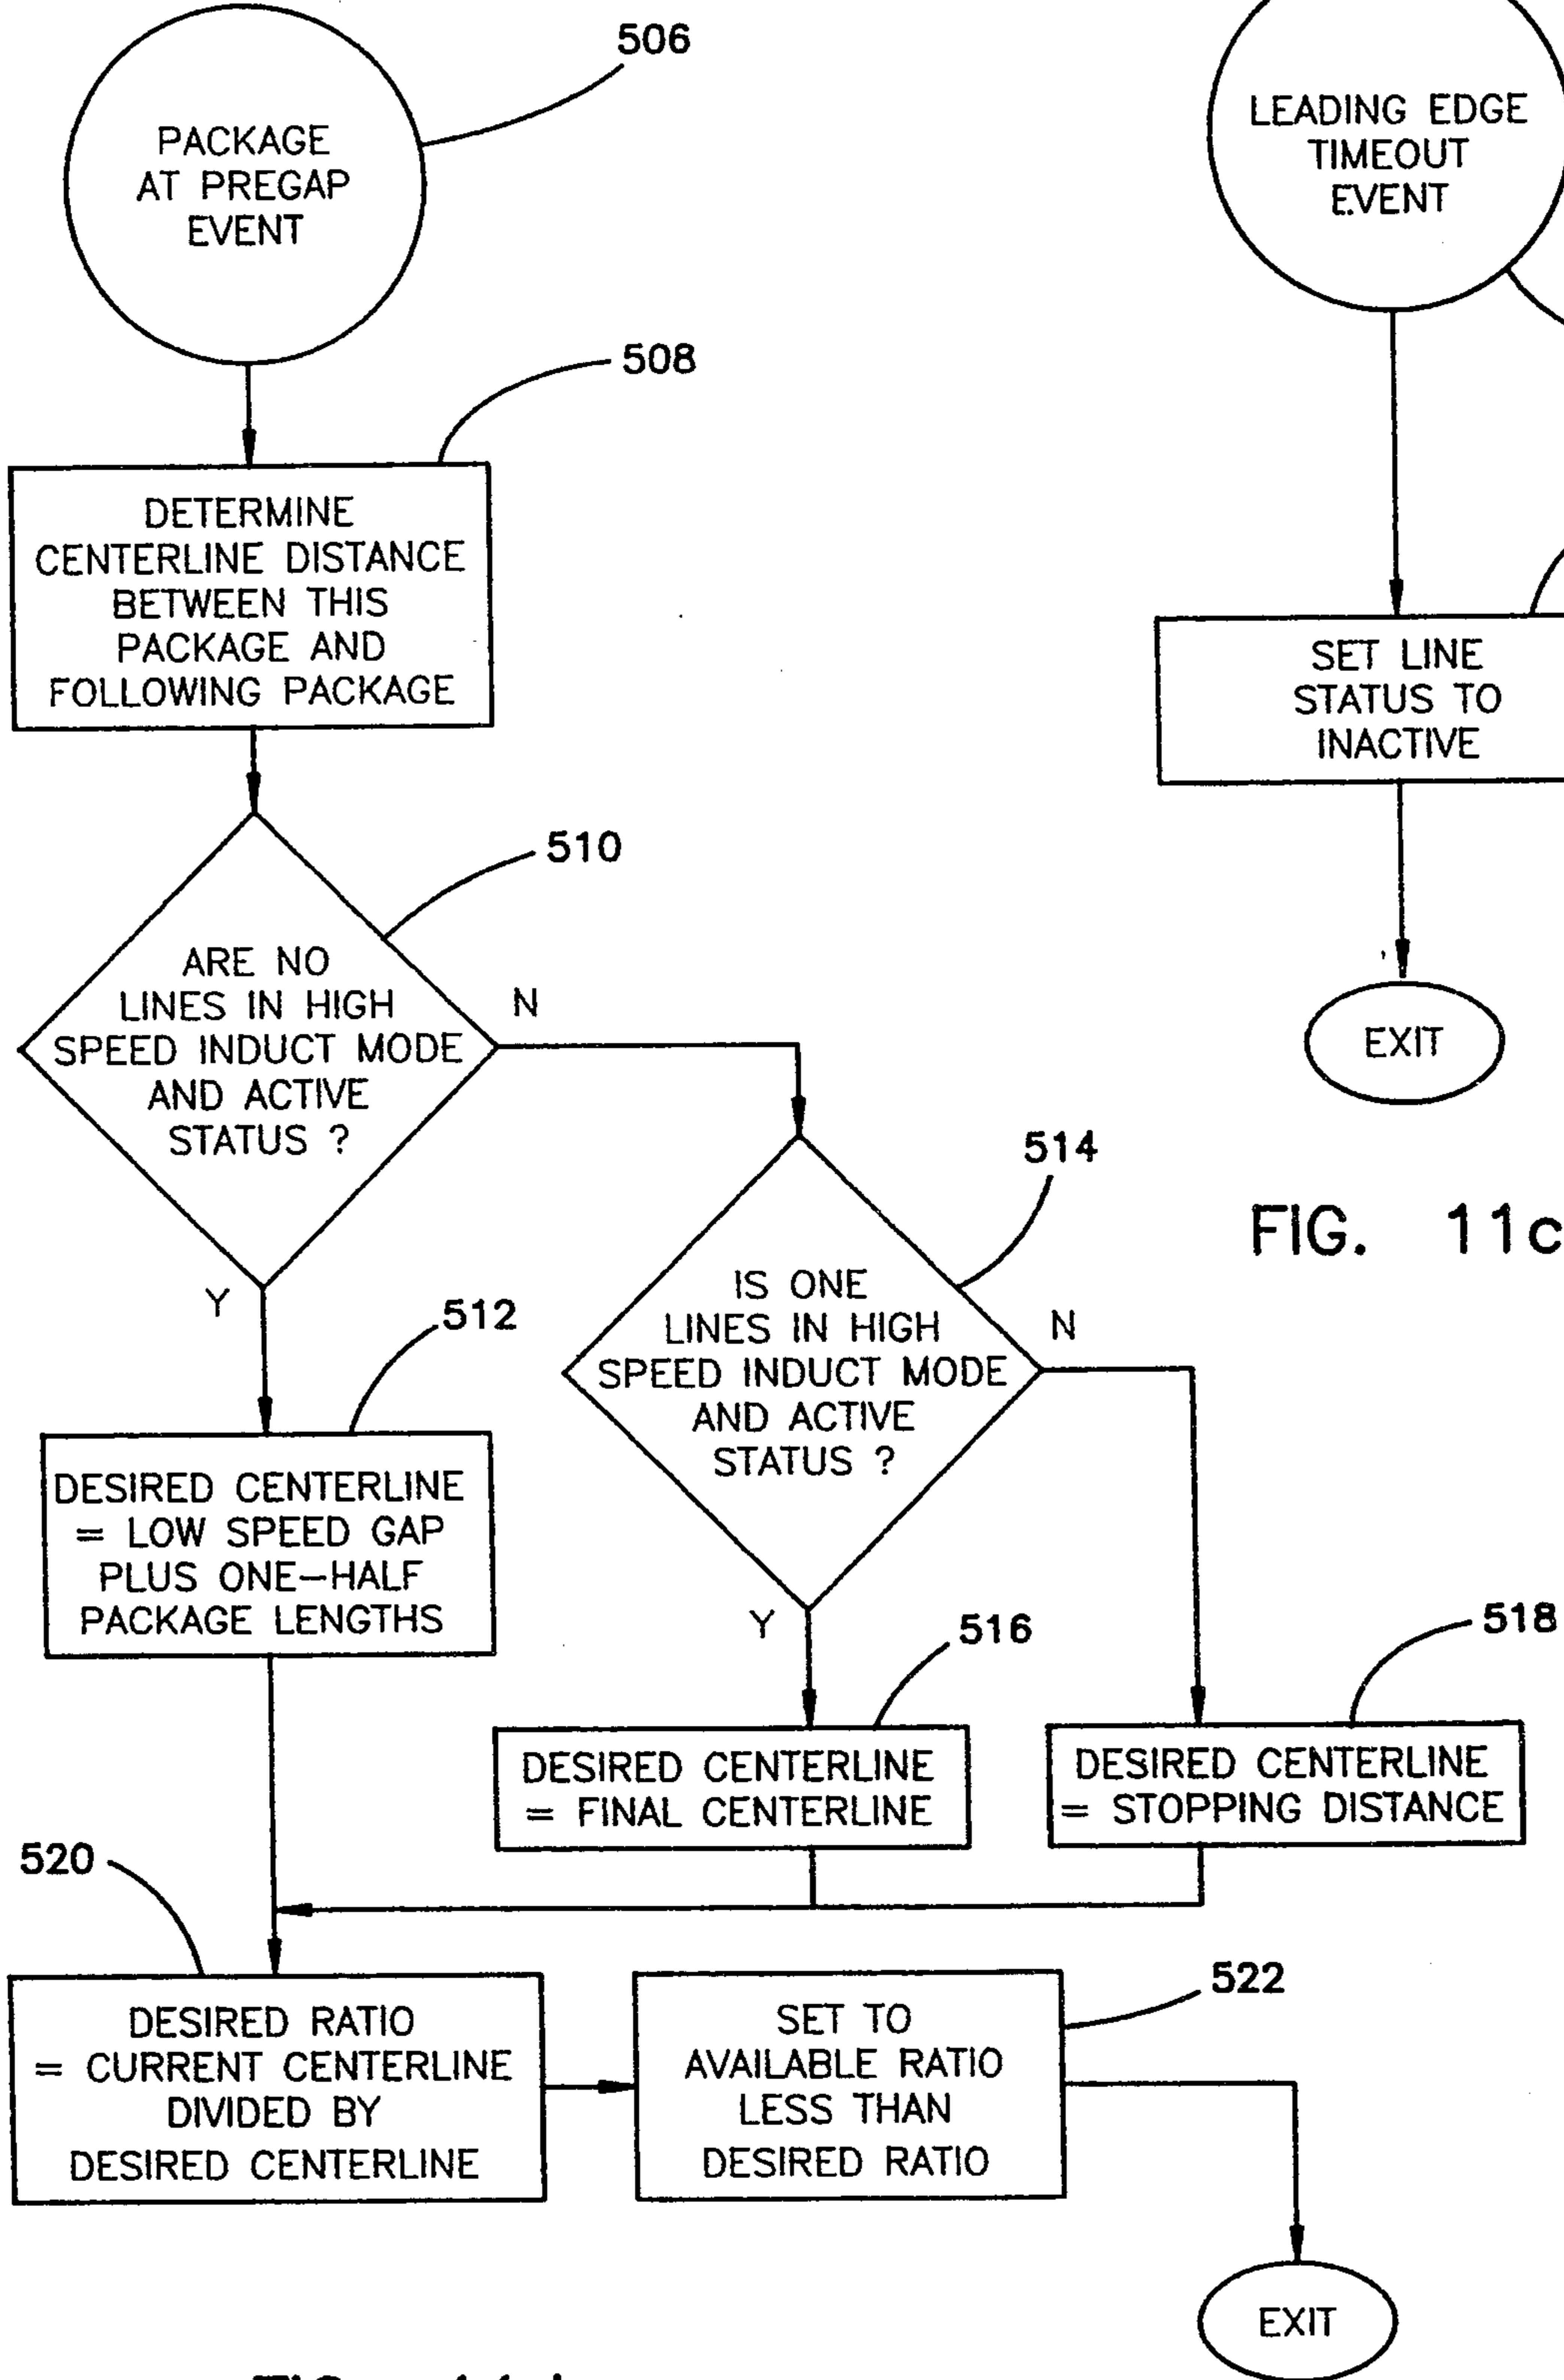 506
PACKAGE
AT PREGAP
EVENT
508
DETERMINE
CENTERLINE DISTANCE
BETWEEN THIS
PACKAGE AND
FOLLOWING PACKAGE
510
ARE NO
LINES IN HIGH
SPEED INDUCT MODE
AND ACTIVE
STATUS ?
N
Y
512
DESIRED CENTERLINE
= LOW SPEED GAP
PLUS ONE-HALF
PACKAGE LENGTHS
514
IS ONE
LINES IN HIGH
SPEED INDUCT MODE
AND ACTIVE
STATUS ?
N
Y
516
DESIRED CENTERLINE
= FINAL CENTERLINE
518
DESIRED CENTERLINE
= STOPPING DISTANCE
520
DESIRED RATIO
= CURRENT CENTERLINE
DIVIDED BY
DESIRED CENTERLINE
522
SET TO
AVAILABLE RATIO
LESS THAN
DESIRED RATIO
EXIT
LEADING EDGE
TIMEOUT
EVENT
SET LINE
STATUS TO
INACTIVE
EXIT
FIG. 11c